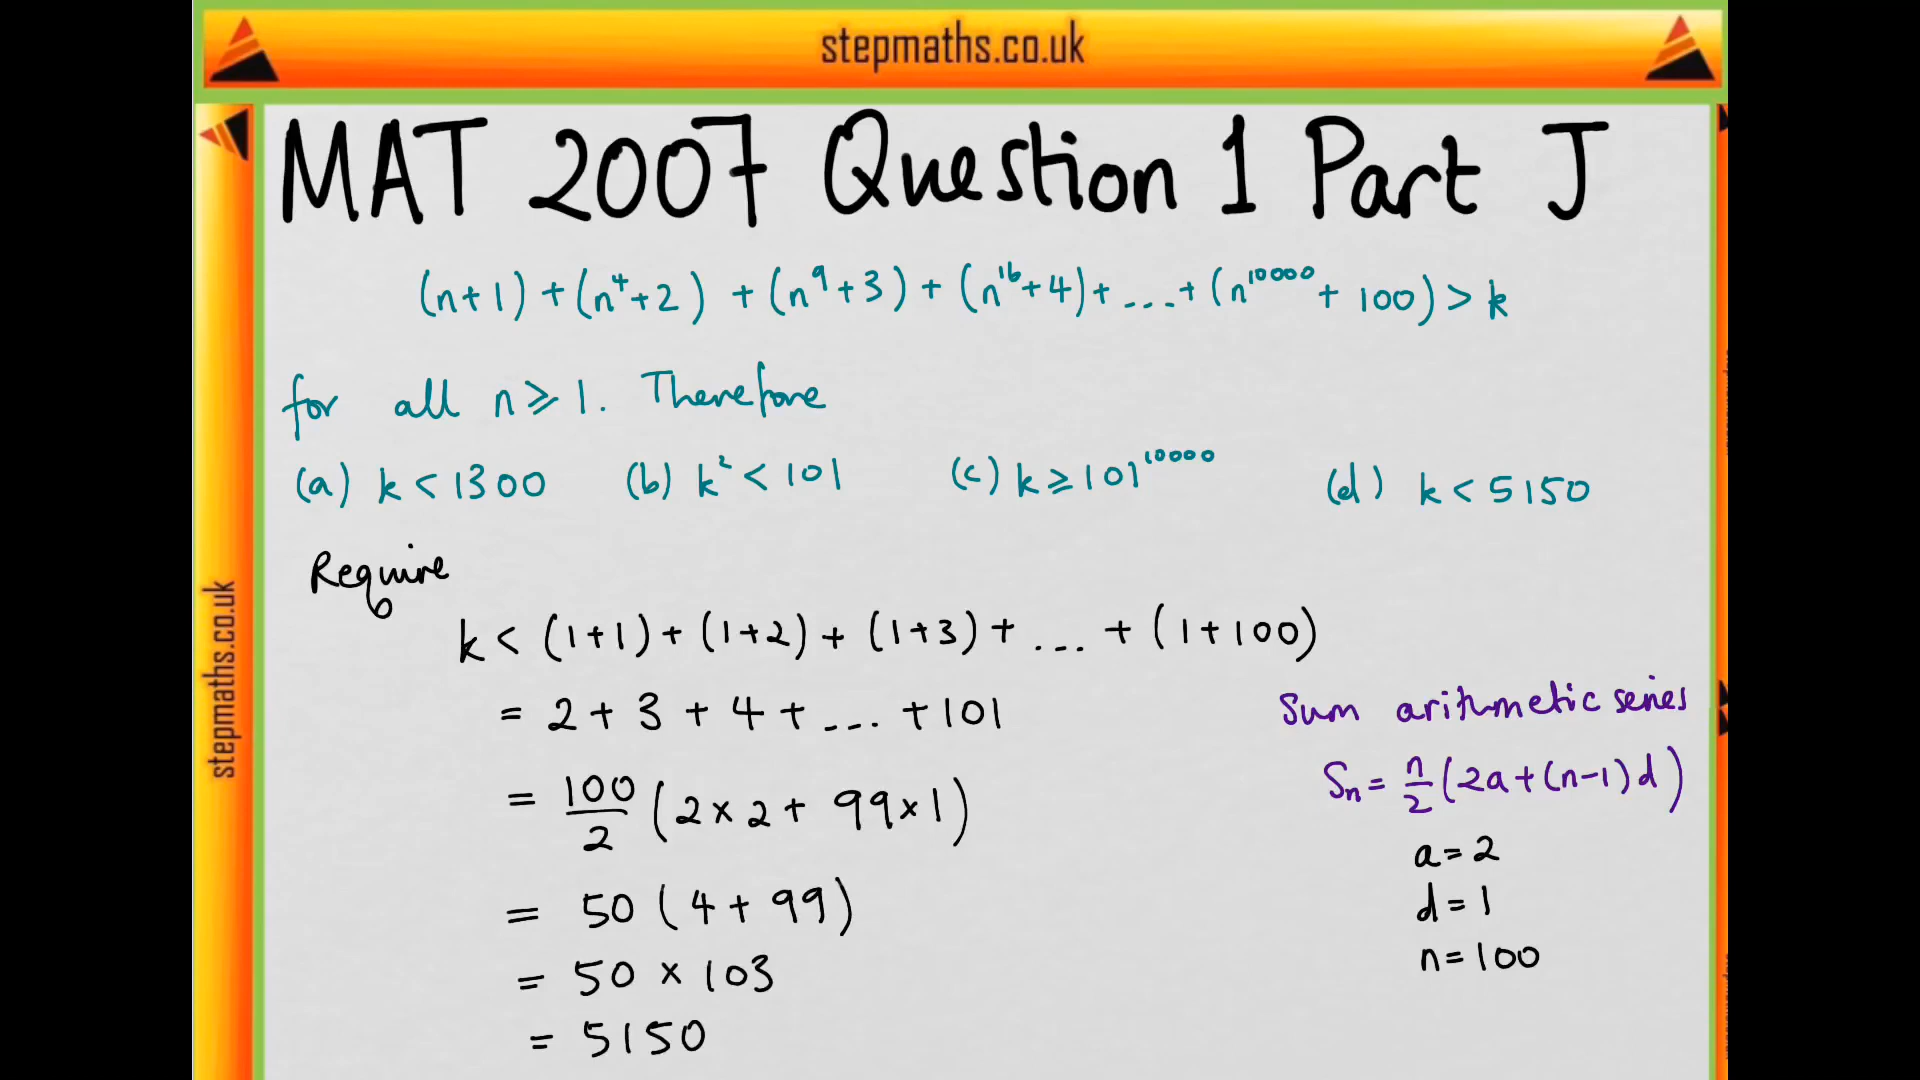 stepmaths.co.uk
stepmaths.co.uk
MAT 2007 Question 1 Part J
(n+1) + (n⁴+2) + (n⁹+3) + (n¹⁶+4) + ... + (n¹⁰⁰⁰⁰ + 100) > k
for all n ⩾ 1. Therefore
(a) k < 1300 (b) k² < 101 (c) k ⩾ 101¹⁰⁰⁰⁰ (d) k < 5150
Require
k < (1+1) + (1+2) + (1+3) + ... + (1+100)
= 2 + 3 + 4 + ... + 101
= 100/2 (2 × 2 + 99 × 1)
= 50 (4 + 99)
= 50 × 103
= 5150
Sum arithmetic series
Sₙ = n/2 (2a + (n-1) d)
a = 2
d = 1
n = 100